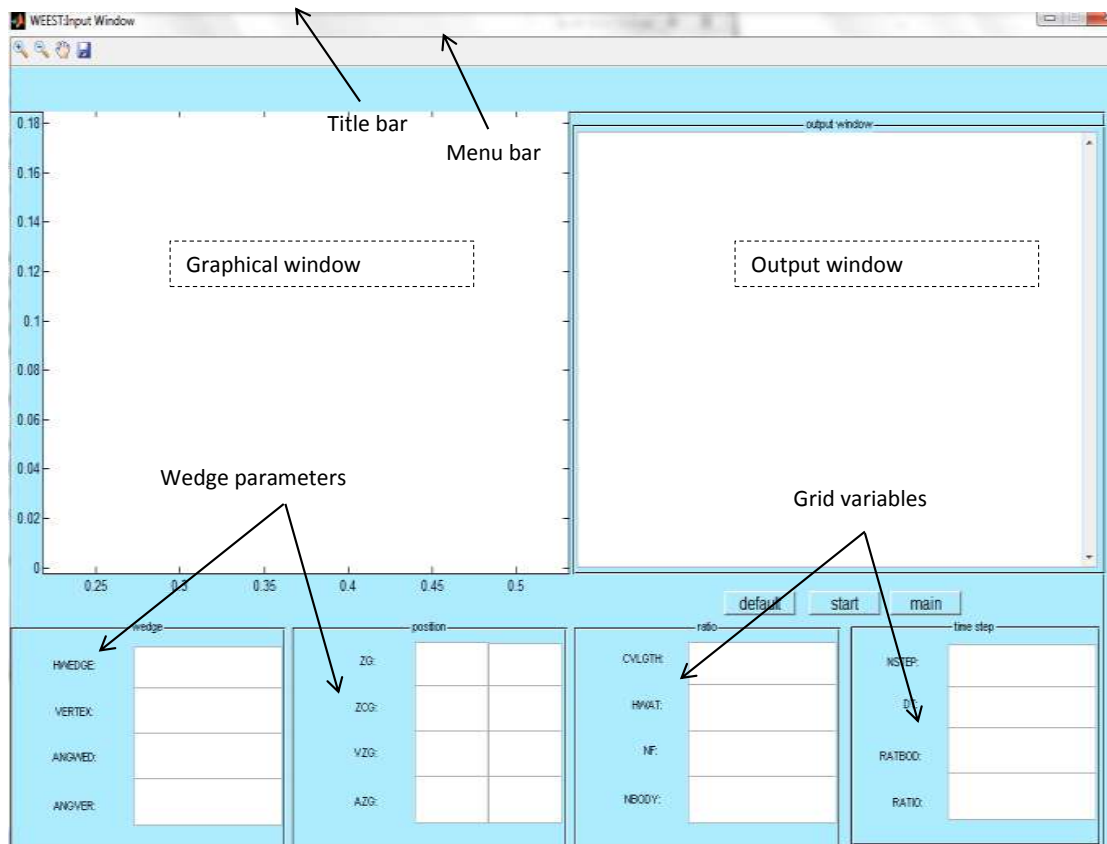 WEEST:Input Window
Title bar
Menu bar
output window
0.18
0.16
0.14
0.12
0.1
0.08
0.06
0.04
0.02
0
Graphical window
Output window
Wedge parameters
Grid variables
0.25
0.3
0.35
0.4
0.45
0.5
default
start
main
wedge
HWEDGE:
VERTEX:
ANGWED:
ANGVER:
position
ZG:
ZCG:
VZG:
AZG:
ratio
CVLGTH:
HWAT:
NF:
NBODY:
time step
NSTEP:
DT:
RATBOD:
RATIO: